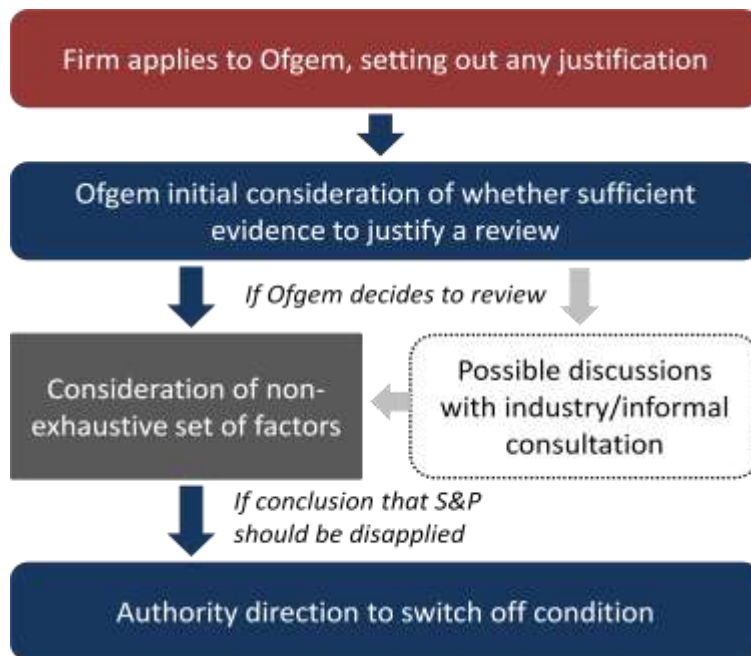 Firm applies to Ofgem, setting out any justification
Ofgem initial consideration of whether sufficient
evidence to justify a review
If Ofgem decides to review
Consideration of non-
exhaustive set of factors
Possible discussions
with industry/informal
consultation
If conclusion that S&P
should be disapplied
Authority direction to switch off condition